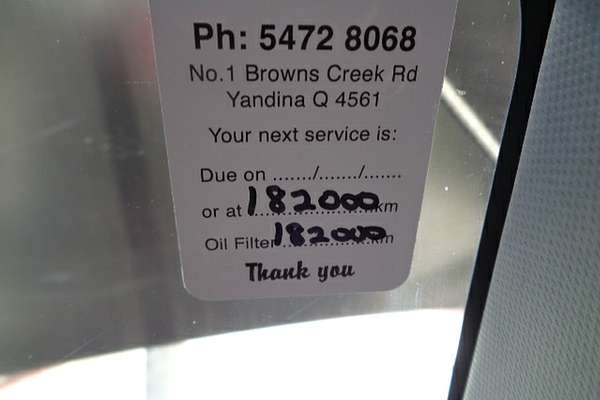 Ph: 5472 8068
No.1 Browns Creek Rd
Yandina Q 4561
Your next service is:
Due on ......./......./.......
or at 182000 km
Oil Filter 182000 km
Thank you